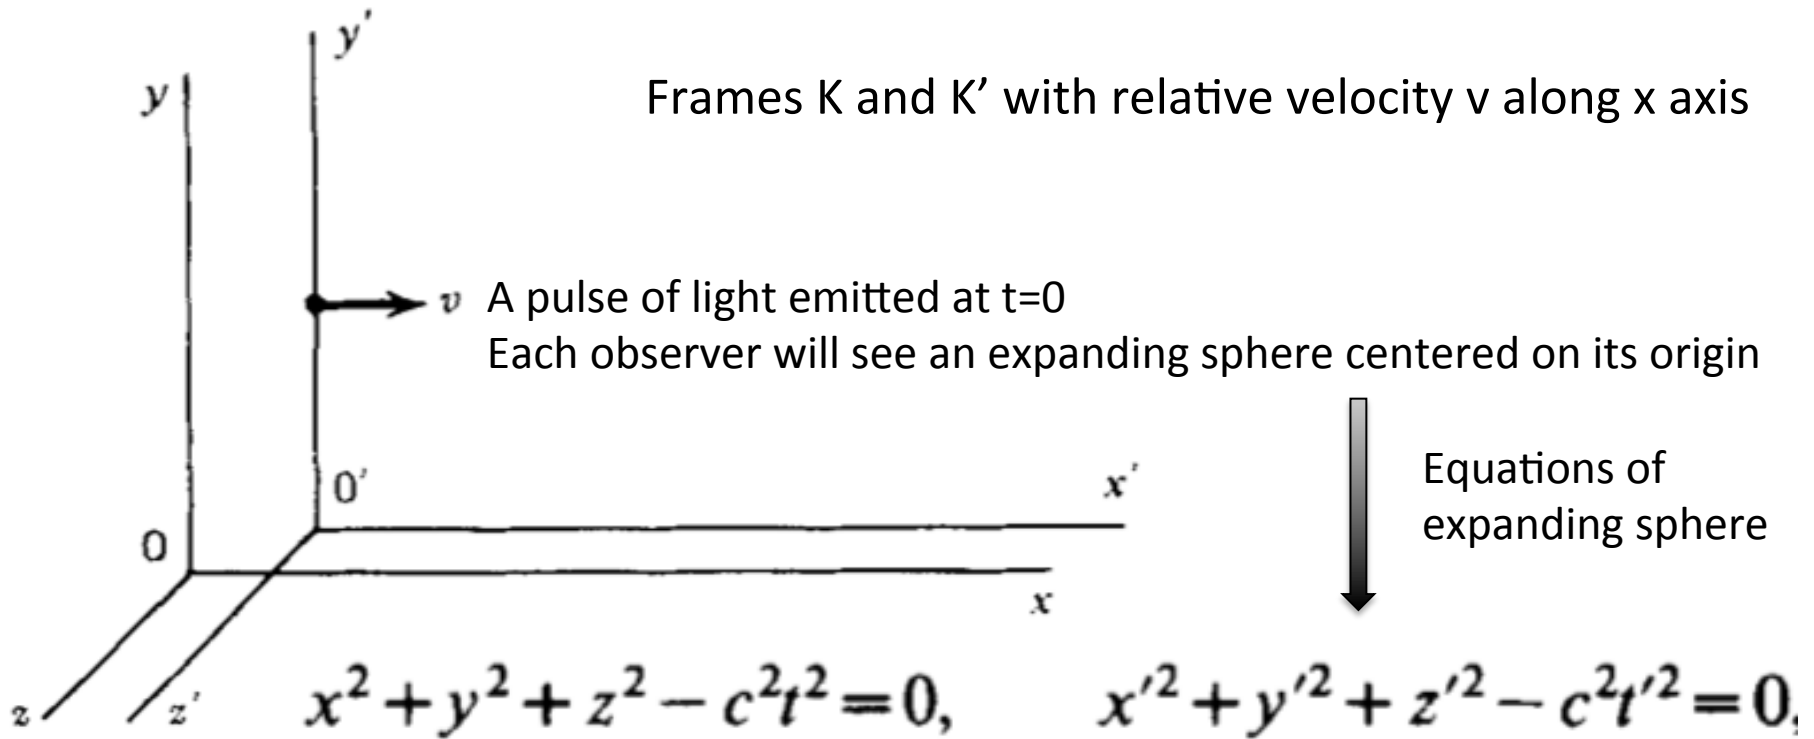 y'
y
Frames K and K’ with relative velocity v along x axis
v
A pulse of light emitted at t=0
Each observer will see an expanding sphere centered on its origin
0'
x'
Equations of
expanding sphere
0
x
z
z'
x² + y² + z² − c²t² = 0,
x'² + y'² + z'² − c²t'² = 0,